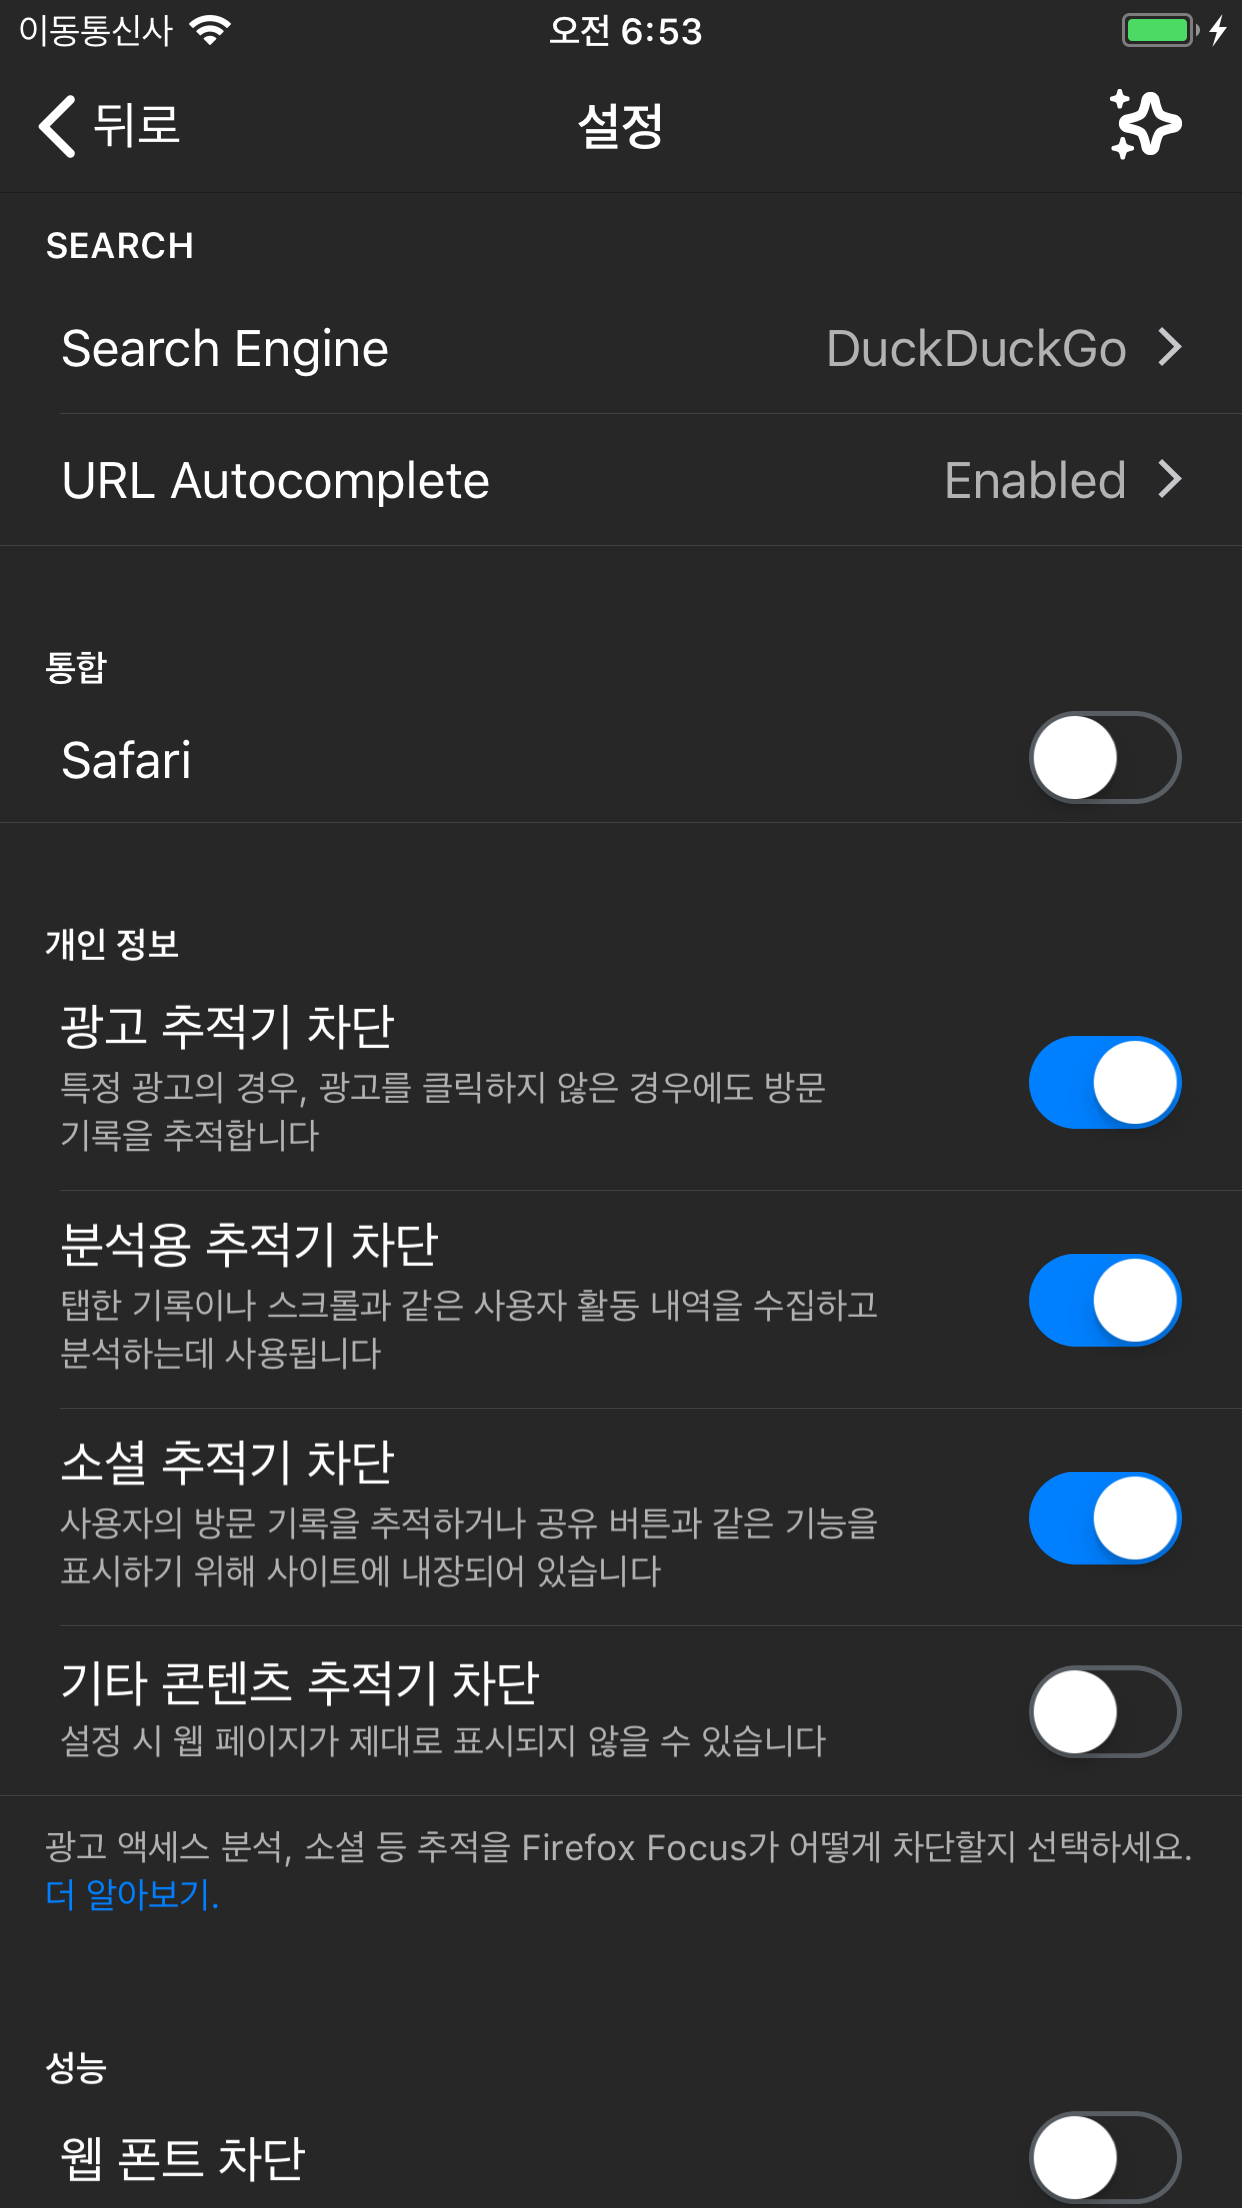 이동통신사
오전 6:53
뒤로
설정
SEARCH
Search Engine
DuckDuckGo
URL Autocomplete
Enabled
통합
Safari
개인 정보
광고 추적기 차단
특정 광고의 경우, 광고를 클릭하지 않은 경우에도 방문
기록을 추적합니다
분석용 추적기 차단
탭한 기록이나 스크롤과 같은 사용자 활동 내역을 수집하고
분석하는데 사용됩니다
소셜 추적기 차단
사용자의 방문 기록을 추적하거나 공유 버튼과 같은 기능을
표시하기 위해 사이트에 내장되어 있습니다
기타 콘텐츠 추적기 차단
설정 시 웹 페이지가 제대로 표시되지 않을 수 있습니다
광고 액세스 분석, 소셜 등 추적을 Firefox Focus가 어떻게 차단할지 선택하세요.
더 알아보기.
성능
웹 폰트 차단